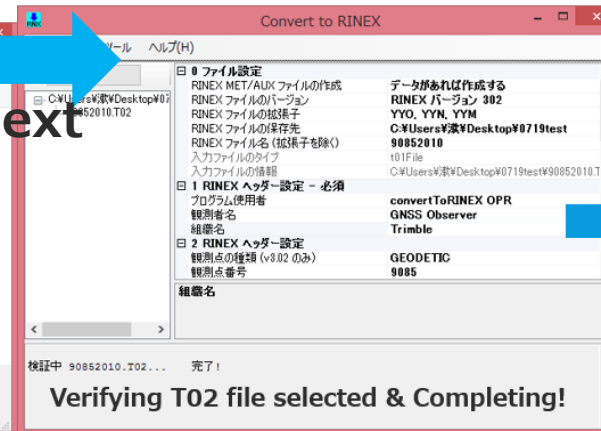 Convert to RINEX
ツール ヘルプ(H)
ext
C:¥Users¥漱¥Desktop¥07
90852010.T02
0 ファイル設定
RINEX MET/AUX ファイルの作成 データがあれば作成する
RINEX ファイルのバージョン RINEX バージョン 302
RINEX ファイルの拡張子 YYO, YYN, YYM
RINEX ファイルの保存先 C:¥Users¥漱¥Desktop¥0719test
RINEX ファイル名 (拡張子を除く) 90852010
入力ファイルのタイプ t01File
入力ファイルの情報 C:¥Users¥漱¥Desktop¥0719test¥90852010.T
1 RINEX ヘッダー設定 - 必須
プログラム使用者 convertToRINEX OPR
観測者名 GNSS Observer
組織名 Trimble
2 RINEX ヘッダー設定
観測点の種類 (v3.02 のみ) GEODETIC
観測点番号 9085
組織名
検証中 90852010.T02... 完了!
Verifying T02 file selected & Completing!